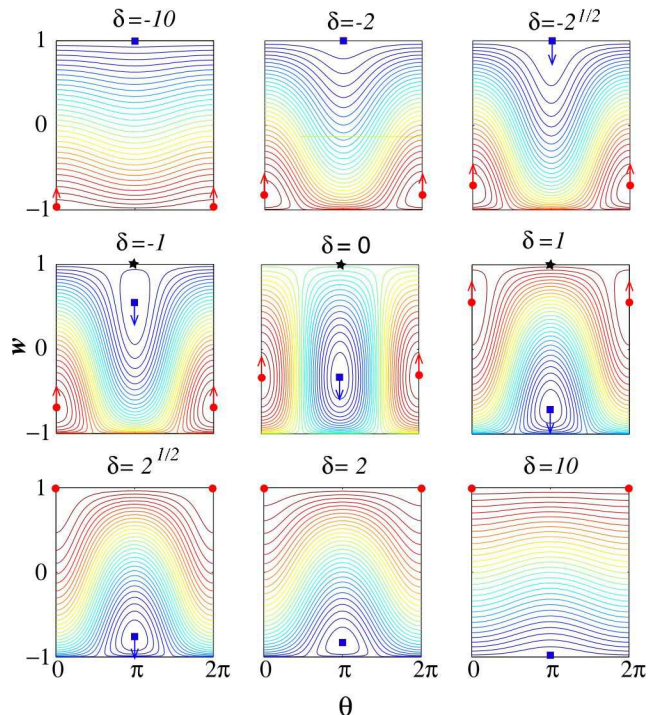 δ=-10 δ=-2 δ=-2^1/2
1
0
−1
δ=-1 δ= 0 δ=1
1
w 0
−1
δ= 2^1/2 δ= 2 δ=10
1
0
−1
0 π 2π 0 π 2π 0 π 2π
θ